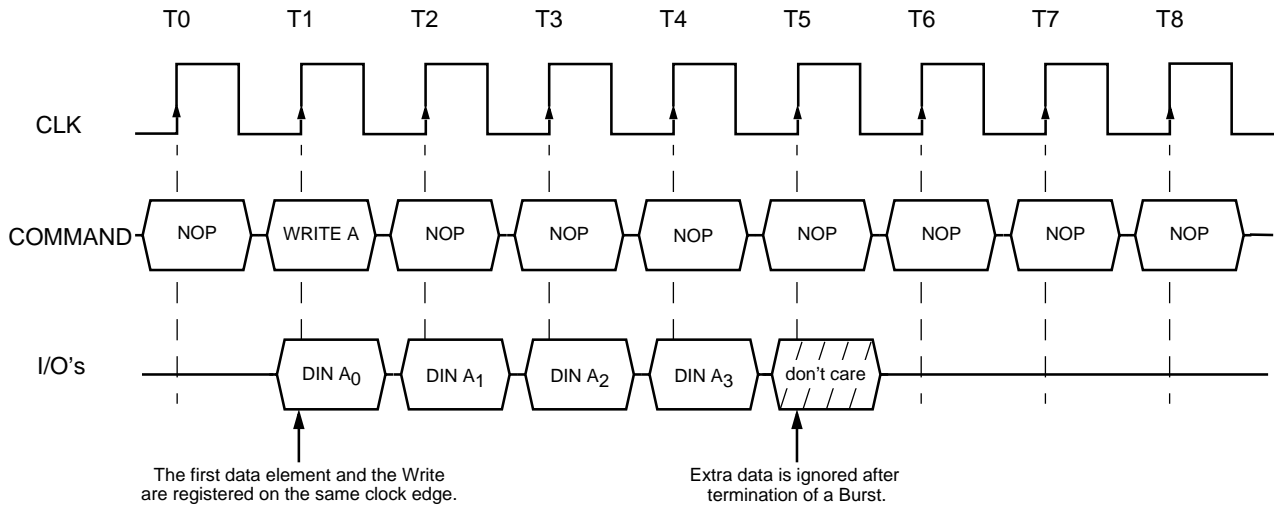 T0 T1 T2 T3 T4 T5 T6 T7 T8
CLK
COMMAND NOP WRITE A NOP NOP NOP NOP NOP NOP NOP
I/O's DIN A0 DIN A1 DIN A2 DIN A3 don't care
The first data element and the Write
are registered on the same clock edge.
Extra data is ignored after
termination of a Burst.